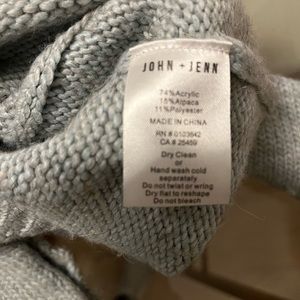 JOHN + JENN
74%Acrylic
15%Alpaca
11%Polyester
MADE IN CHINA
RN # 0103642
CA # 25459
Dry Clean
or
Hand wash cold
separately
Do not twist or wring
Dry flat to reshape
Do not bleach